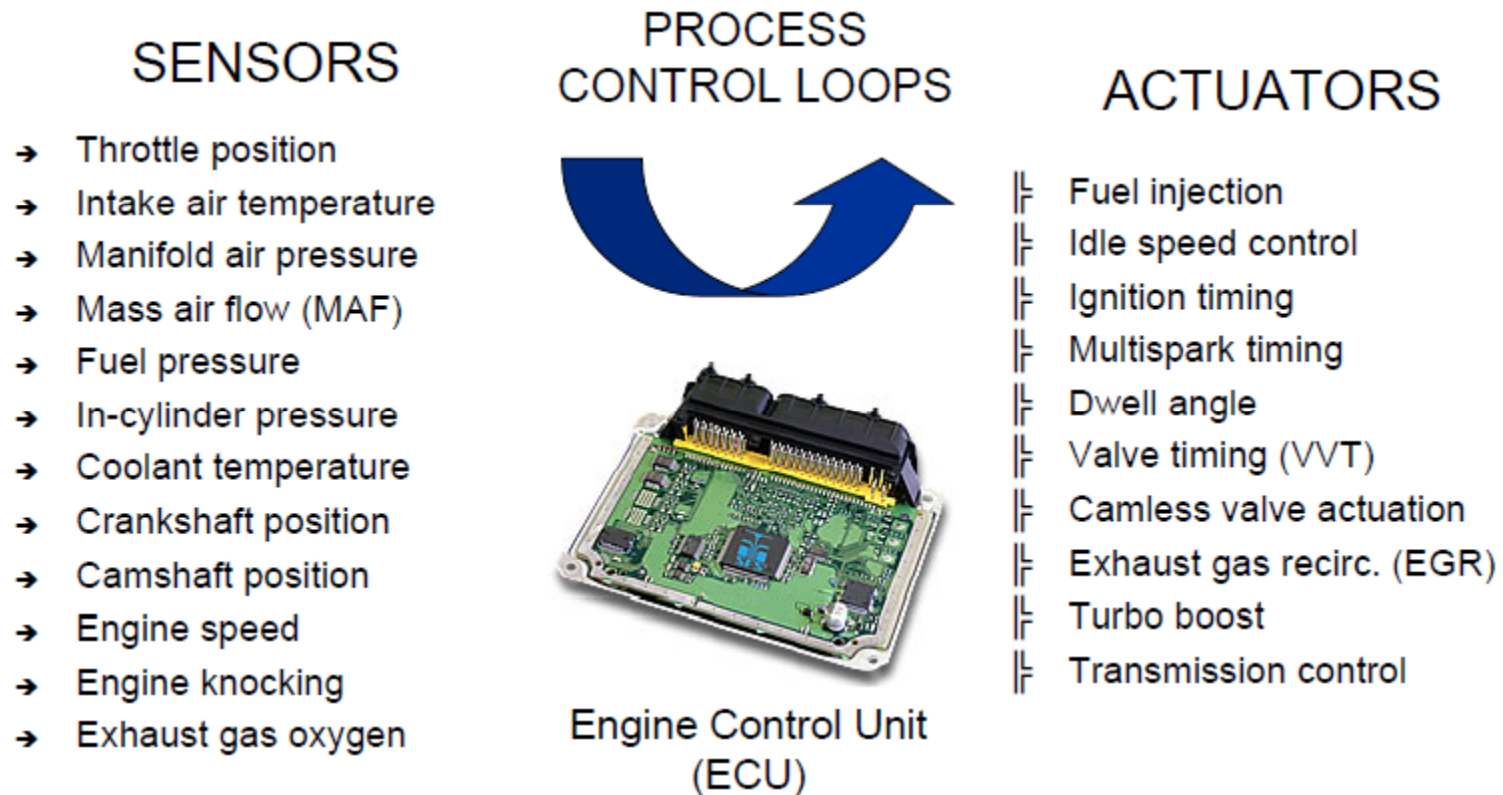 SENSORS
→ Throttle position
→ Intake air temperature
→ Manifold air pressure
→ Mass air flow (MAF)
→ Fuel pressure
→ In-cylinder pressure
→ Coolant temperature
→ Crankshaft position
→ Camshaft position
→ Engine speed
→ Engine knocking
→ Exhaust gas oxygen
PROCESS
CONTROL LOOPS
Engine Control Unit
(ECU)
ACTUATORS
╠ Fuel injection
╠ Idle speed control
╠ Ignition timing
╠ Multispark timing
╠ Dwell angle
╠ Valve timing (VVT)
╠ Camless valve actuation
╠ Exhaust gas recirc. (EGR)
╠ Turbo boost
╠ Transmission control